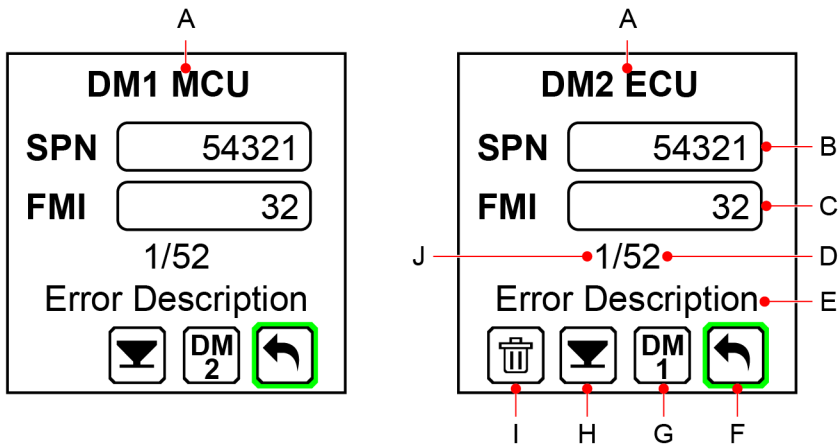 A
DM1 MCU
SPN 54321
FMI 32
1/52
Error Description
DM
2
A
DM2 ECU
SPN 54321 B
FMI 32 C
J 1/52 D
Error Description E
DM
1
I H G F